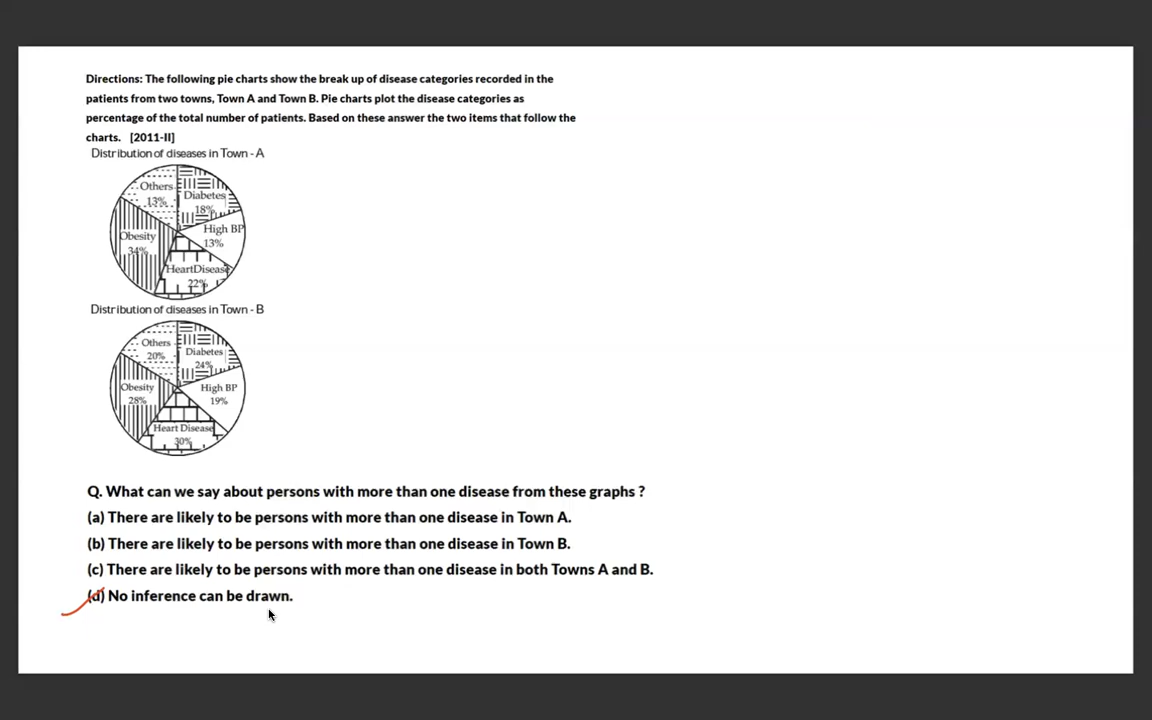 Directions: The following pie charts show the break up of disease categories recorded in the
patients from two towns, Town A and Town B. Pie charts plot the disease categories as
percentage of the total number of patients. Based on these answer the two items that follow the
charts. [2011-II]
Distribution of diseases in Town - A
Others
13%
Diabetes
18%
High BP
13%
Obesity
34%
HeartDisease
22%
Distribution of diseases in Town - B
Others
20%
Diabetes
24%
High BP
19%
Obesity
28%
Heart Disease
30%
Q. What can we say about persons with more than one disease from these graphs ?
(a) There are likely to be persons with more than one disease in Town A.
(b) There are likely to be persons with more than one disease in Town B.
(c) There are likely to be persons with more than one disease in both Towns A and B.
(d) No inference can be drawn.